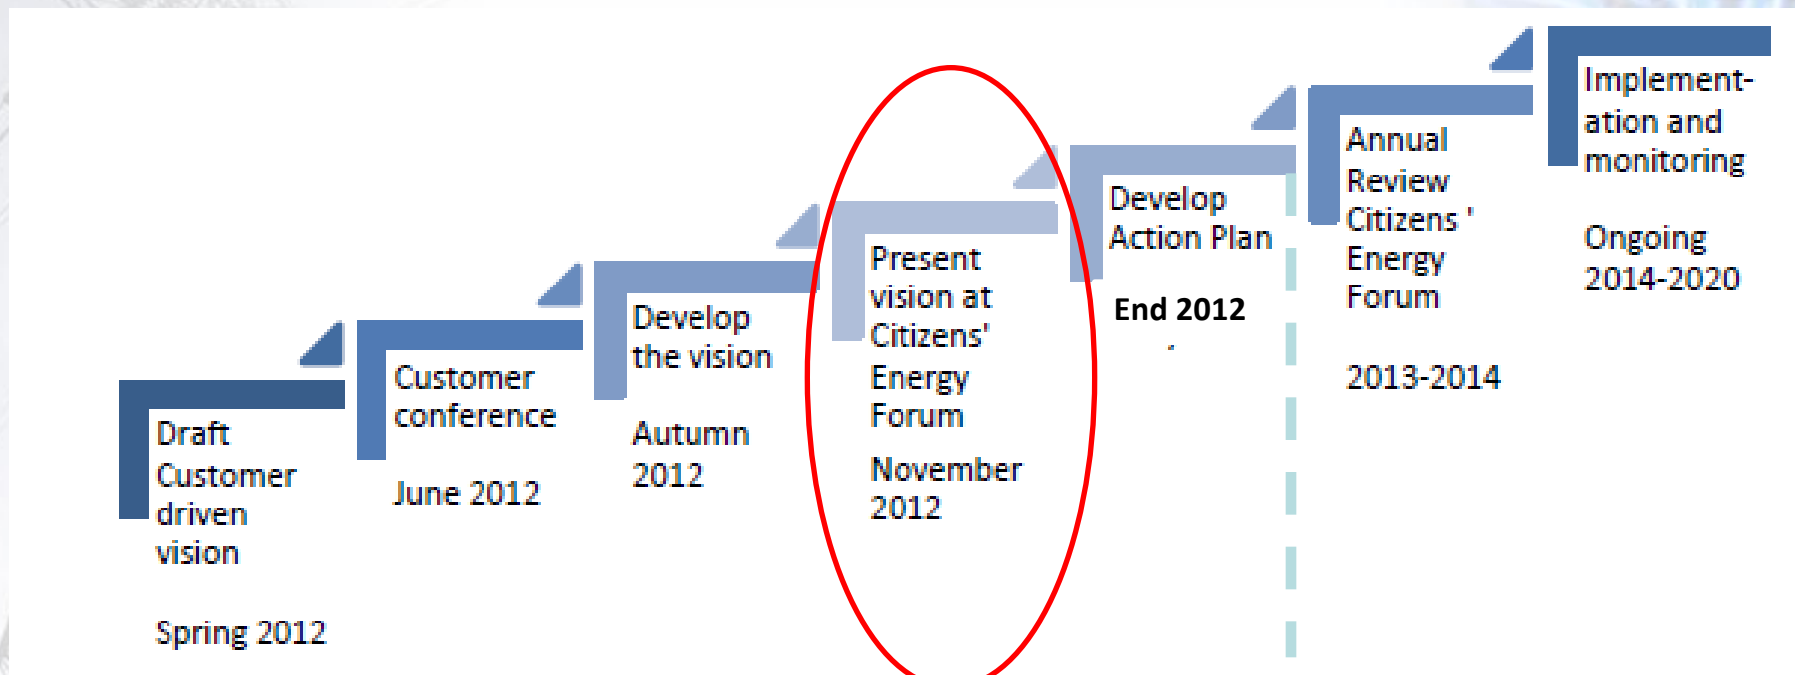 Draft
Customer
driven
vision
Spring 2012
Customer
conference
June 2012
Develop
the vision
Autumn
2012
Present
vision at
Citizens'
Energy
Forum
November
2012
Develop
Action Plan
End 2012
Annual
Review
Citizens '
Energy
Forum
2013-2014
Implement-
ation and
monitoring
Ongoing
2014-2020